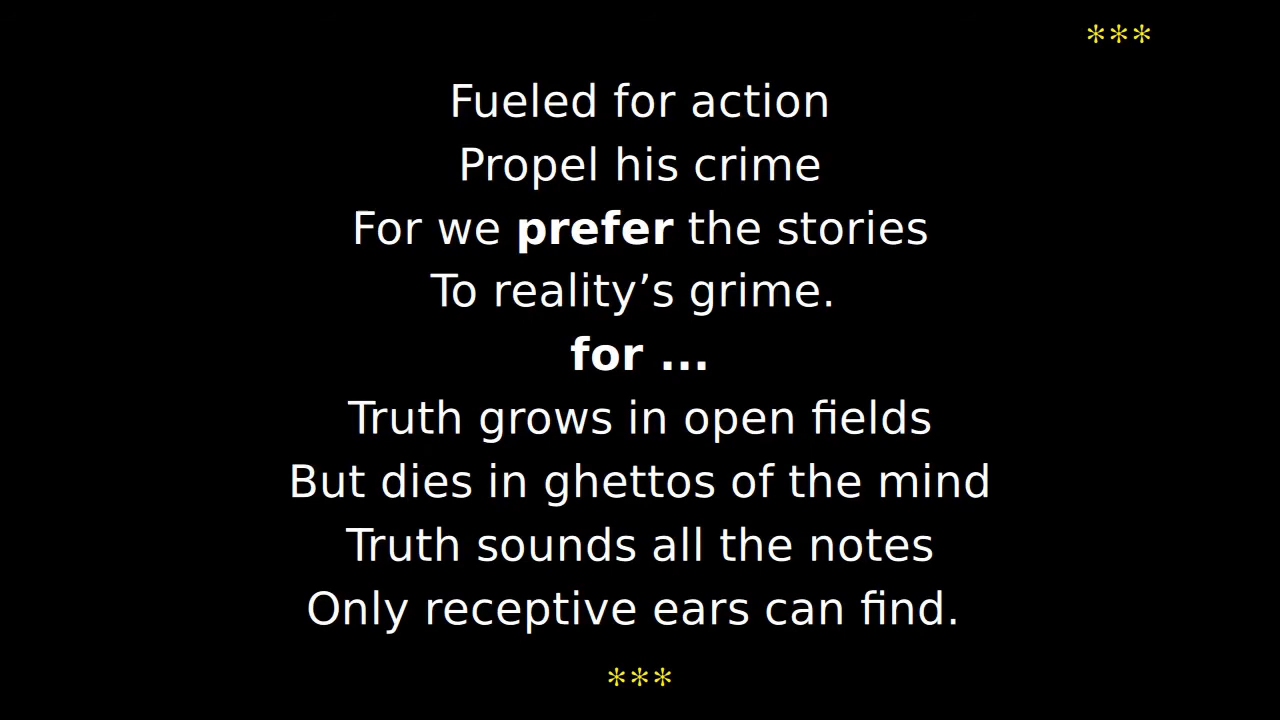 ***
Fueled for action
Propel his crime
For we prefer the stories
To reality’s grime.
for ...
Truth grows in open fields
But dies in ghettos of the mind
Truth sounds all the notes
Only receptive ears can find.
***